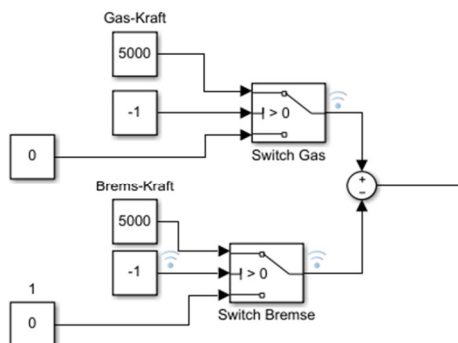 Gas-Kraft
5000
-1
> 0
0
Switch Gas
+
−
Brems-Kraft
5000
-1
> 0
1
0
Switch Bremse